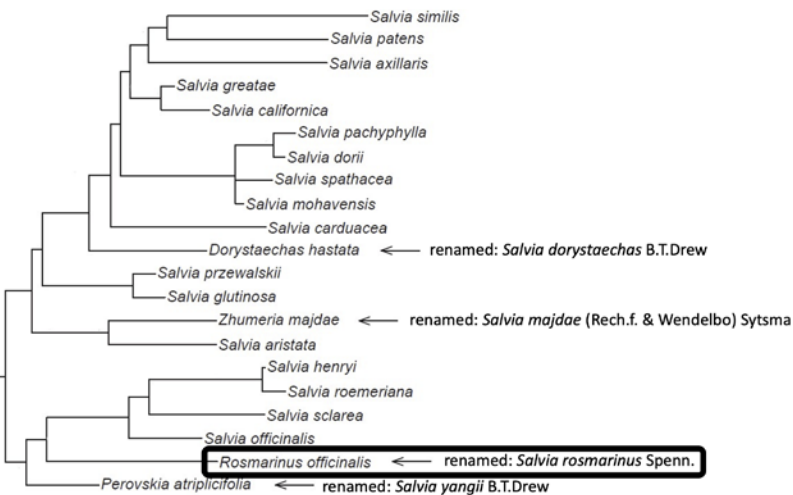 Salvia similis
Salvia patens
Salvia axillaris
Salvia greatae
Salvia californica
Salvia pachyphylla
Salvia dorii
Salvia spathacea
Salvia mohavensis
Salvia carduacea
Dorystaechas hastata renamed: Salvia dorystaechas B.T.Drew
Salvia przewalskii
Salvia glutinosa
Zhumeria majdae renamed: Salvia majdae (Rech.f. & Wendelbo) Sytsma
Salvia aristata
Salvia henryi
Salvia roemeriana
Salvia sclarea
Salvia officinalis
Rosmarinus officinalis renamed: Salvia rosmarinus Spenn.
Perovskia atriplicifolia renamed: Salvia yangii B.T.Drew